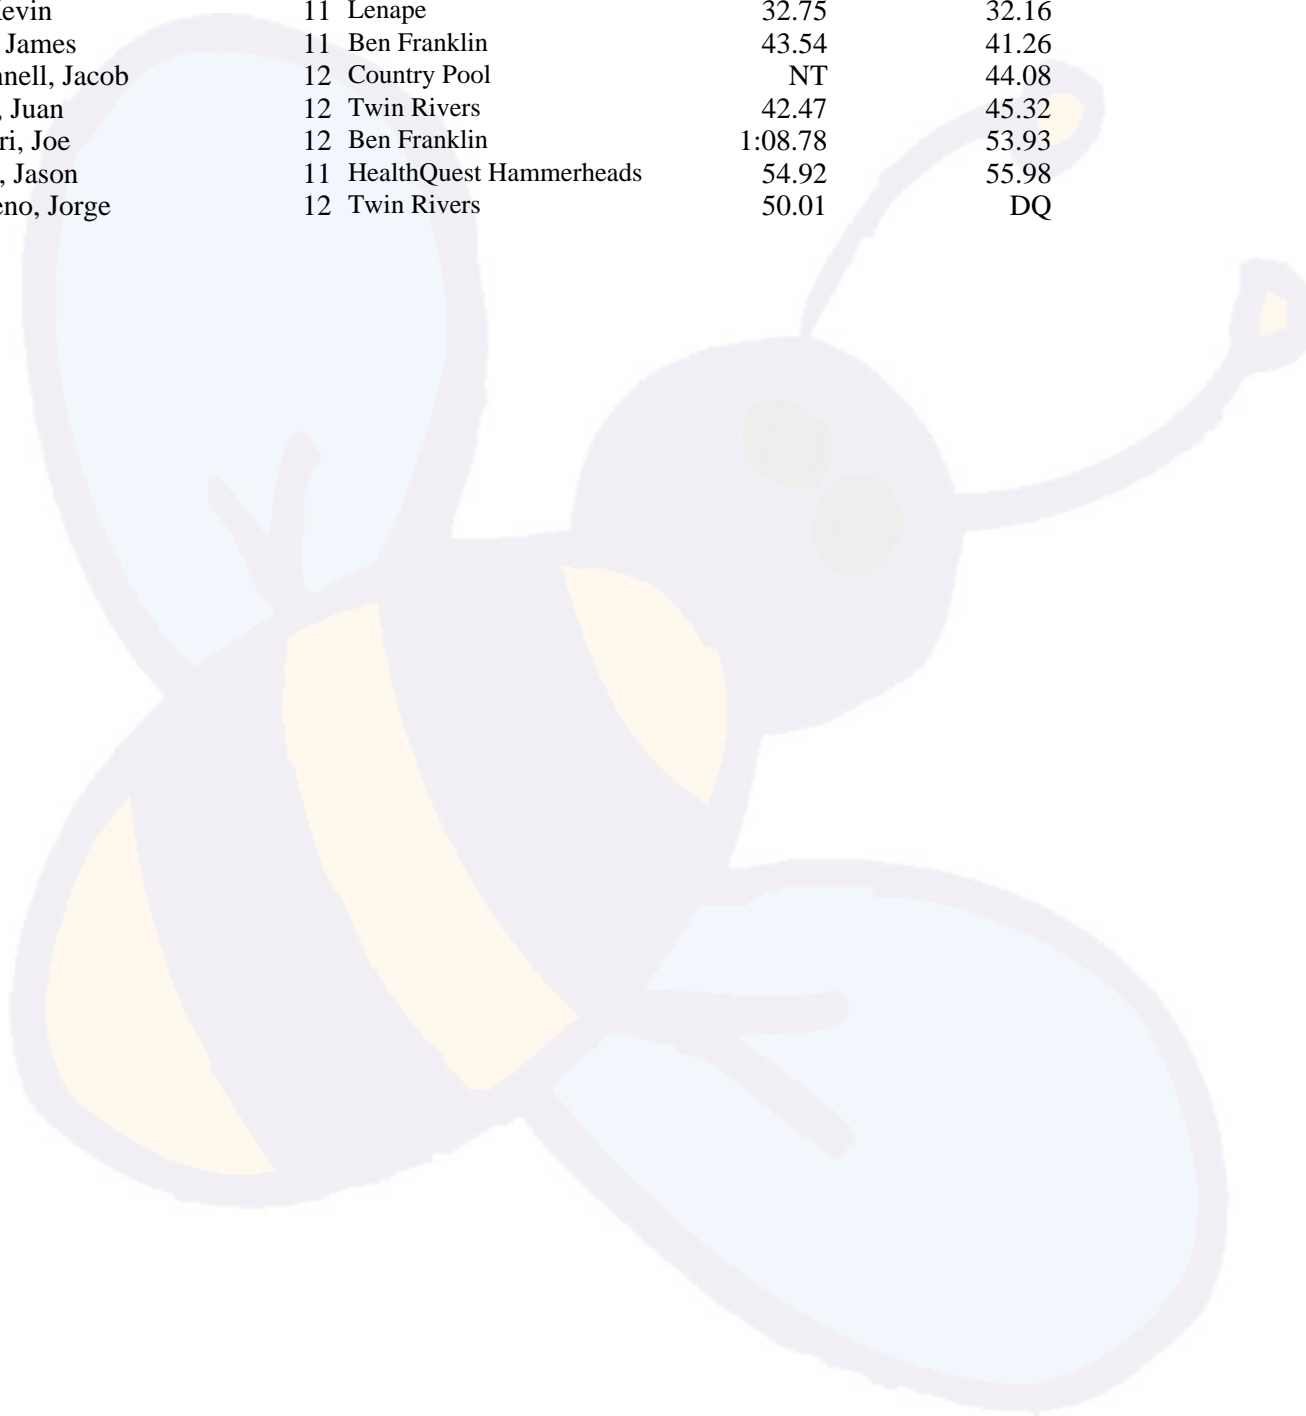 evin 11 Lenape 32.75 32.16
James 11 Ben Franklin 43.54 41.26
nnell, Jacob 12 Country Pool NT 44.08
, Juan 12 Twin Rivers 42.47 45.32
ri, Joe 12 Ben Franklin 1:08.78 53.93
, Jason 11 HealthQuest Hammerheads 54.92 55.98
eno, Jorge 12 Twin Rivers 50.01 DQ